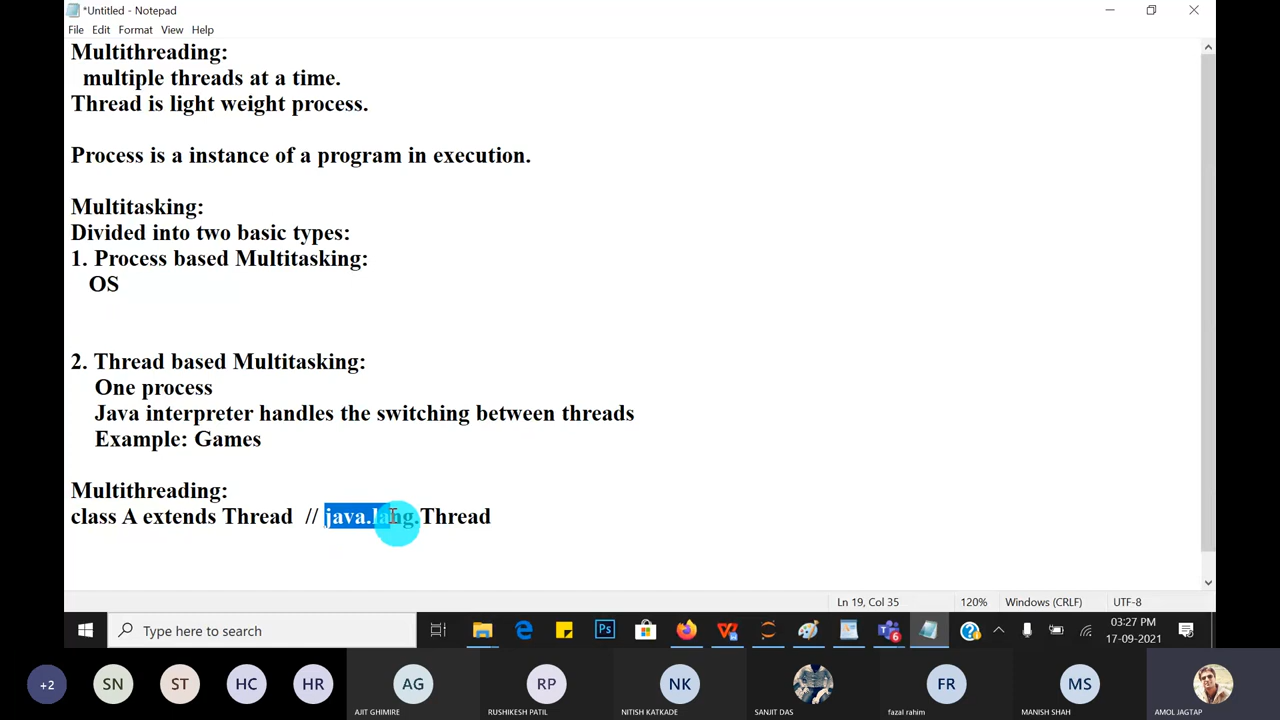 *Untitled - Notepad
File Edit Format View Help
Multithreading:
multiple threads at a time.
Thread is light weight process.
Process is a instance of a program in execution.
Multitasking:
Divided into two basic types:
1. Process based Multitasking:
OS
2. Thread based Multitasking:
One process
Java interpreter handles the switching between threads
Example: Games
Multithreading:
class A extends Thread // java.lang.Thread
Ln 19, Col 35 120% Windows (CRLF) UTF-8
Type here to search
Ps
6
03:27 PM
17-09-2021
+2 SN ST HC HR AG RP NK FR MS
AJIT GHIMIRE RUSHIKESH PATIL NITISH KATKADE SANJIT DAS fazal rahim MANISH SHAH AMOL JAGTAP